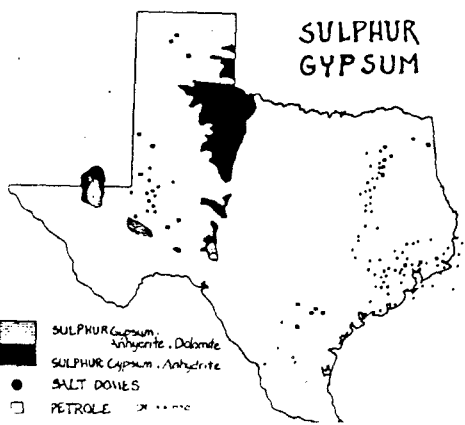 SULPHUR
GYPSUM
SULPHUR Gypsum.
Anhydrite. Dolomite
SULPHUR Gypsum. Anhydrite
SALT DOMES
PETROLE